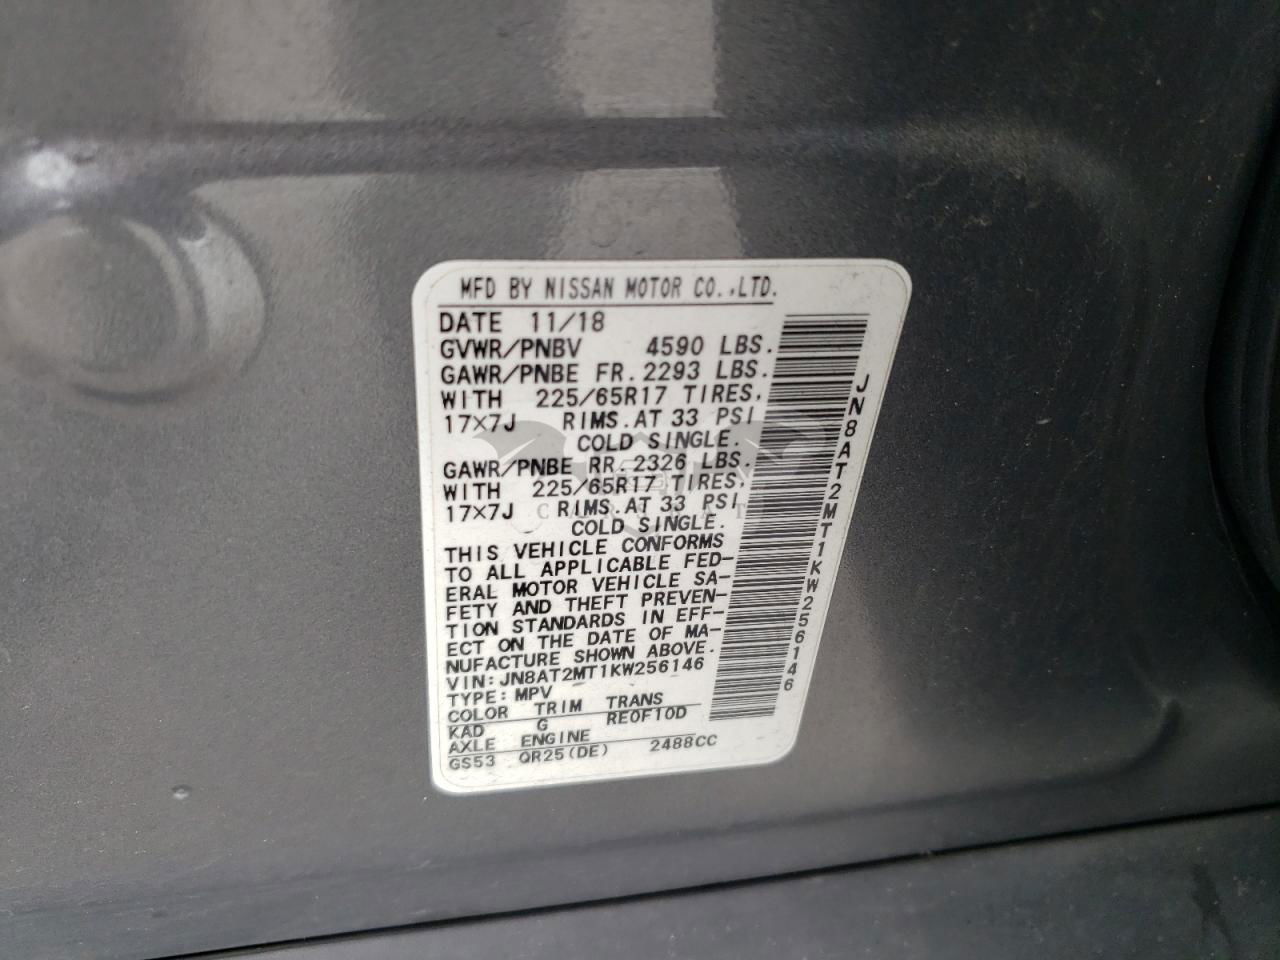 MFD BY NISSAN MOTOR CO.,LTD.
DATE 11/18
GVWR/PNBV 4590 LBS.
GAWR/PNBE FR. 2293 LBS.
WITH 225/65R17 TIRES,
17×7J RIMS.AT 33 PSI
COLD SINGLE.
GAWR/PNBE RR. 2326 LBS.
WITH 225/65R17 TIRES,
17×7J RIMS.AT 33 PSI
COLD SINGLE.
THIS VEHICLE CONFORMS
TO ALL APPLICABLE FED-
ERAL MOTOR VEHICLE SA-
FETY AND THEFT PREVEN-
TION STANDARDS IN EFF-
ECT ON THE DATE OF MA-
NUFACTURE SHOWN ABOVE.
VIN:JN8AT2MT1KW256146
TYPE:MPV
COLOR TRIM TRANS
KAD G RE0F10D
AXLE ENGINE
GS53 QR25(DE) 2488CC
JN8AT2MT1KW256146